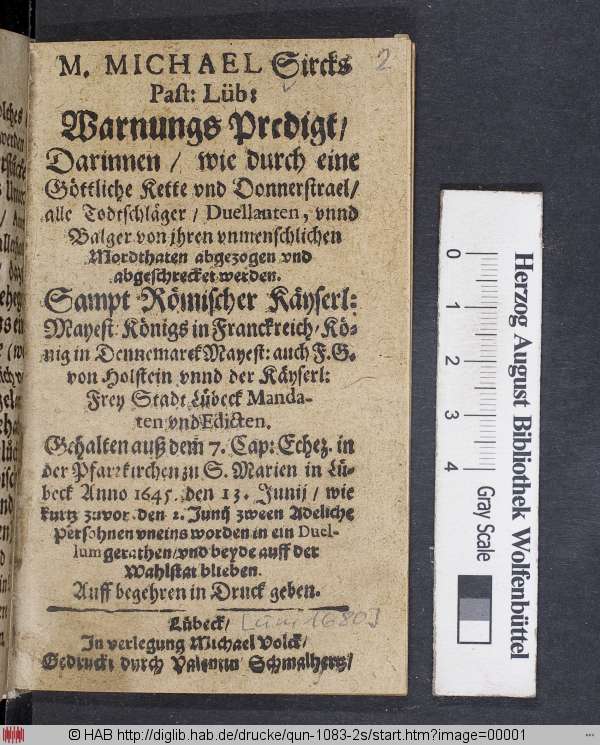 M. MICHAEL Sircks
Past: Lüb:
Warnungs Predigt/
Darinnen / wie durch eine
Göttliche Kette vnd Donnerstrael/
alle Todtschläger / Duellanten, vnnd
Balger von jhren vnmenschlichen
Mordthaten abgezogen vnd
abgeschrecket werden.
Sampt Römischer Käyserl:
Mayest Königs in Franckreich / Kö-
nig in Dennemarck Mayest: auch F. G.
von Holstein vnnd der Käyserl:
Frey Stadt Lübeck Manda-
ten vnd Edicten.
Gehalten auß dem 7. Cap: Echez. in
der Pfarrkirchen zu S. Marien in Lü-
beck Anno 1645. den 13. Junij / wie
kurtz zuvor den 2. Junij zween Adeliche
Persohnen vneins worden in ein Duel-
lum gerathen/vnd beyde auff der
Wahlstat blieben.
Auff begehren in Druck geben.
Lübeck/
In verlegung Michael Volck/
Gedruckt durch Valentin Schmalhertz/
2
1680]
0
1
2
3
4
Herzog August Bibliothek Wolfenbüttel
Gray Scale
© HAB http://diglib.hab.de/drucke/qun-1083-2s/start.htm?image=00001